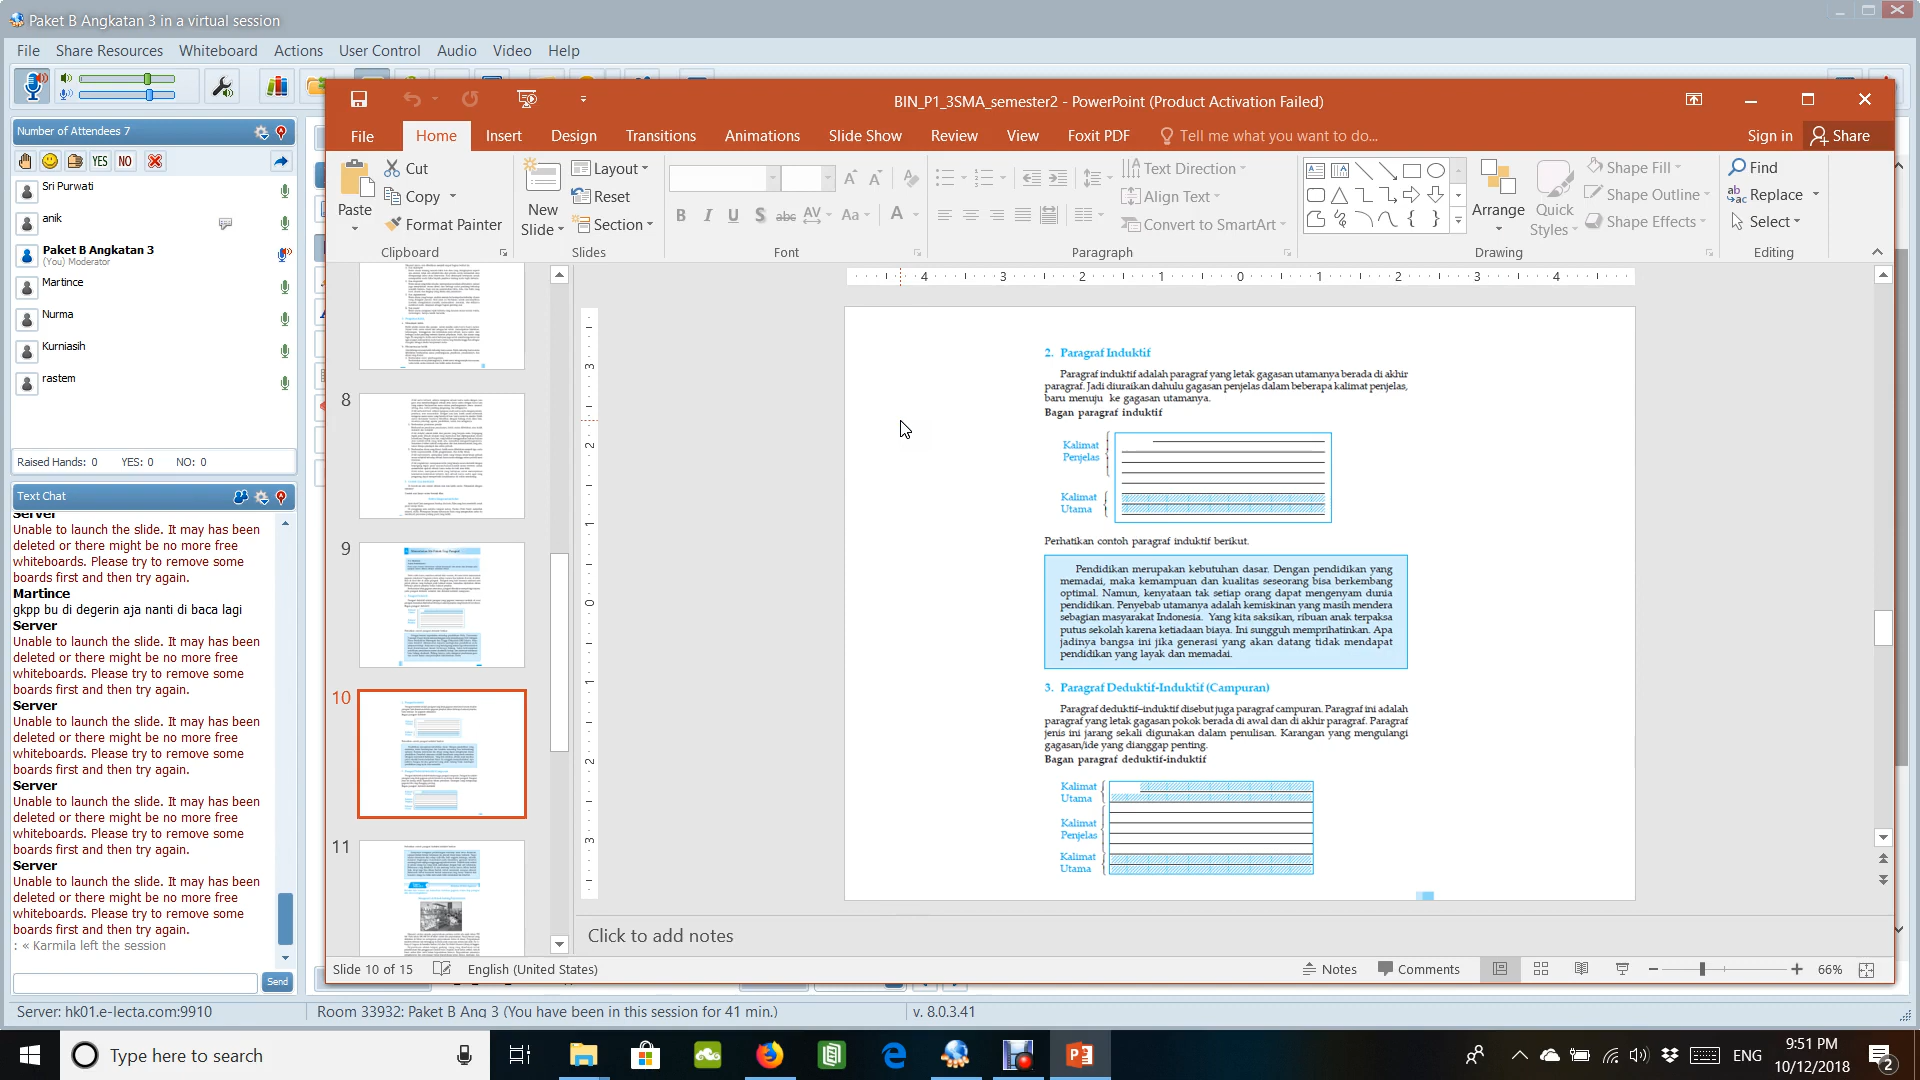 Paket B Angkatan 3 in a virtual session
File Share Resources Whiteboard Actions User Control Audio Video Help
Number of Attendees 7
YES NO
Sri Purwati
anik
Paket B Angkatan 3
(You) Moderator
Martince
Nurma
Kurniasih
rastem
Raised Hands: 0 YES: 0 NO: 0
Text Chat
Server
Unable to launch the slide. It may has been
deleted or there might be no more free
whiteboards. Please try to remove some
boards first and then try again.
Martince
gkpp bu di degerin aja nanti di baca lagi
Server
Unable to launch the slide. It may has been
deleted or there might be no more free
whiteboards. Please try to remove some
boards first and then try again.
Server
Unable to launch the slide. It may has been
deleted or there might be no more free
whiteboards. Please try to remove some
boards first and then try again.
Server
Unable to launch the slide. It may has been
deleted or there might be no more free
whiteboards. Please try to remove some
boards first and then try again.
Server
Unable to launch the slide. It may has been
deleted or there might be no more free
whiteboards. Please try to remove some
boards first and then try again.
: « Karmila left the session
Send
Server: hk01.e-lecta.com:9910
Room 33932: Paket B Ang 3 (You have been in this session for 41 min.)
v. 8.0.3.41
BIN_P1_3SMA_semester2 - PowerPoint (Product Activation Failed)
File Home Insert Design Transitions Animations Slide Show Review View Foxit PDF Tell me what you want to do... Sign in Share
Paste
Cut
Copy
Format Painter
Clipboard
New
Slide
Layout
Reset
Section
Slides
B I U S abc AV Aa A
Font
Text Direction
Align Text
Convert to SmartArt
Paragraph
Arrange
Quick
Styles
Shape Fill
Shape Outline
Shape Effects
Drawing
Find
Replace
Select
Editing
4 3 2 1 0 1 2 3 4
3
2
1
0
1
2
3
8
9
10
11
2. Paragraf Induktif
Paragraf induktif adalah paragraf yang letak gagasan utamanya berada di akhir
paragraf. Jadi diuraikan dahulu gagasan penjelas dalam beberapa kalimat penjelas,
baru menuju ke gagasan utamanya.
Bagan paragraf induktif
Kalimat
Penjelas
Kalimat
Utama
Perhatikan contoh paragraf induktif berikut.
Pendidikan merupakan kebutuhan dasar. Dengan pendidikan yang
memadai, maka kemampuan dan kualitas seseorang bisa berkembang
optimal. Namun, kenyataan tak setiap orang dapat mengenyam dunia
pendidikan. Penyebab utamanya adalah kemiskinan yang masih mendera
sebagian masyarakat Indonesia. Yang kita saksikan, ribuan anak terpaksa
putus sekolah karena ketiadaan biaya. Ini sungguh memprihatinkan. Apa
jadinya bangsa ini jika generasi yang akan datang tidak mendapat
pendidikan yang layak dan memadai.
3. Paragraf Deduktif-Induktif (Campuran)
Paragraf deduktif–induktif disebut juga paragraf campuran. Paragraf ini adalah
paragraf yang letak gagasan pokok berada di awal dan di akhir paragraf. Paragraf
jenis ini jarang sekali digunakan dalam penulisan. Karangan yang mengulangi
gagasan/ide yang dianggap penting.
Bagan paragraf deduktif-induktif
Kalimat
Utama
Kalimat
Penjelas
Kalimat
Utama
Click to add notes
Slide 10 of 15 English (United States) Notes Comments 66%
Type here to search
ENG
9:51 PM
10/12/2018
2